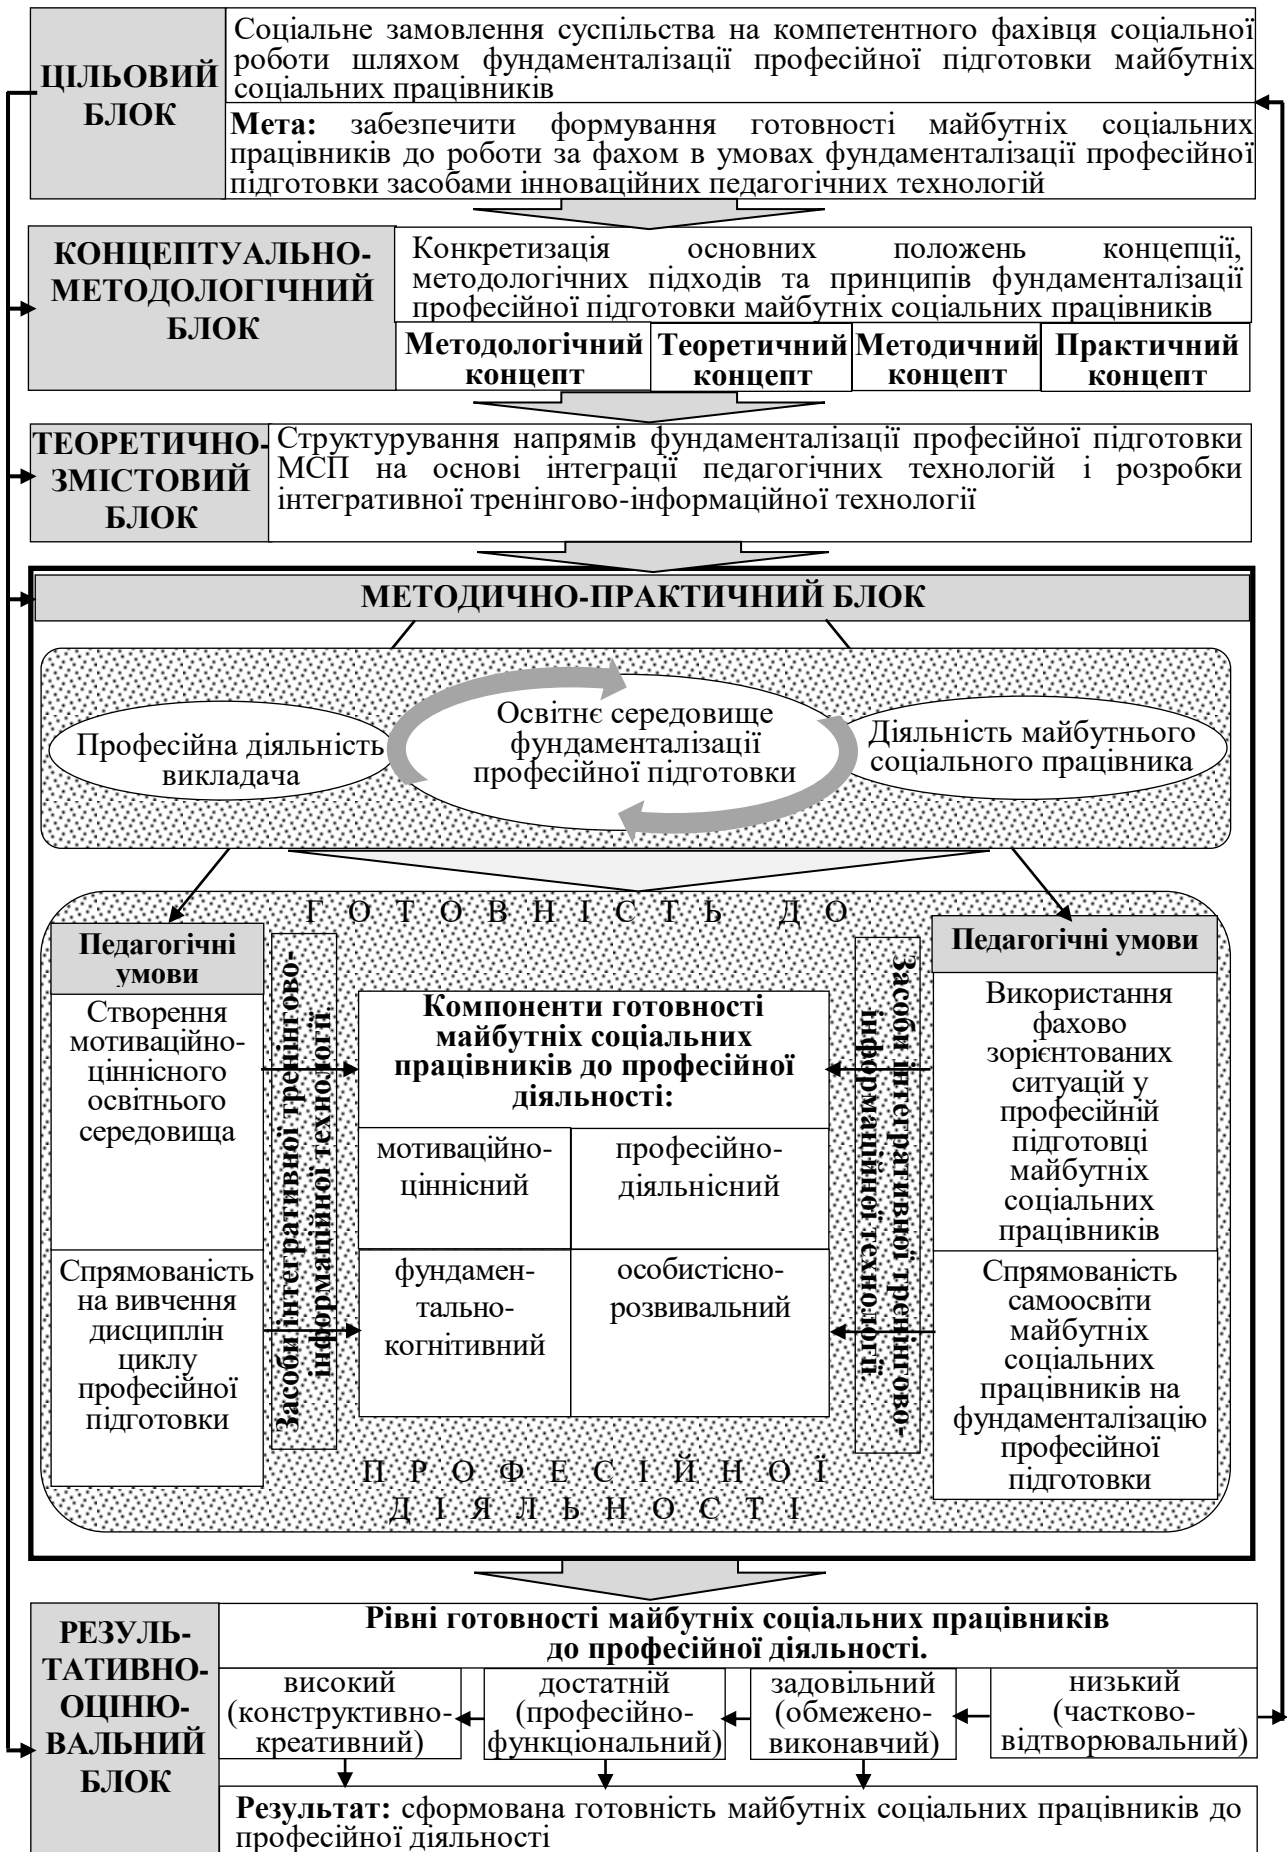 ЦІЛЬОВИЙ
БЛОК
Соціальне замовлення суспільства на компетентного фахівця соціальної
роботи шляхом фундаменталізації професійної підготовки майбутніх
соціальних працівників
Мета: забезпечити формування готовності майбутніх соціальних
працівників до роботи за фахом в умовах фундаменталізації професійної
підготовки засобами інноваційних педагогічних технологій
КОНЦЕПТУАЛЬНО-
МЕТОДОЛОГІЧНИЙ
БЛОК
Конкретизація основних положень концепції,
методологічних підходів та принципів фундаменталізації
професійної підготовки майбутніх соціальних працівників
Методологічний
концепт
Теоретичний
концепт
Методичний
концепт
Практичний
концепт
ТЕОРЕТИЧНО-
ЗМІСТОВИЙ
БЛОК
Структурування напрямів фундаменталізації професійної підготовки
МСП на основі інтеграції педагогічних технологій і розробки
інтегративної тренінгово-інформаційної технології
МЕТОДИЧНО-ПРАКТИЧНИЙ БЛОК
Професійна діяльність
викладача
Освітнє середовище
фундаменталізації
професійної підготовки
Діяльність майбутнього
соціального працівника
Г О Т О В Н І С Т Ь Д О
Педагогічні
умови
Створення
мотиваційно-
ціннісного
освітнього
середовища
Спрямованість
на вивчення
дисциплін
циклу
професійної
підготовки
Засоби інтегративної тренінгово-
інформаційної технології
Компоненти готовності
майбутніх соціальних
працівників до професійної
діяльності:
мотиваційно-
ціннісний
професійно-
діяльнісний
фундамен-
тально-
когнітивний
особистісно-
розвивальний
Засоби інтегративної тренінгово-
інформаційної технології
Педагогічні умови
Використання
фахово
зорієнтованих
ситуацій у
професійній
підготовці
майбутніх
соціальних
працівників
Спрямованість
самоосвіти
майбутніх
соціальних
працівників на
фундаменталізацію
професійної
підготовки
П Р О Ф Е С І Й Н О Ї
Д І Я Л Ь Н О С Т І
РЕЗУЛЬ-
ТАТИВНО-
ОЦІНЮ-
ВАЛЬНИЙ
БЛОК
Рівні готовності майбутніх соціальних працівників
до професійної діяльності.
високий
(конструктивно-
креативний)
достатній
(професійно-
функціональний)
задовільний
(обмежено-
виконавчий)
низький
(частково-
відтворювальний)
Результат: сформована готовність майбутніх соціальних працівників до
професійної діяльності